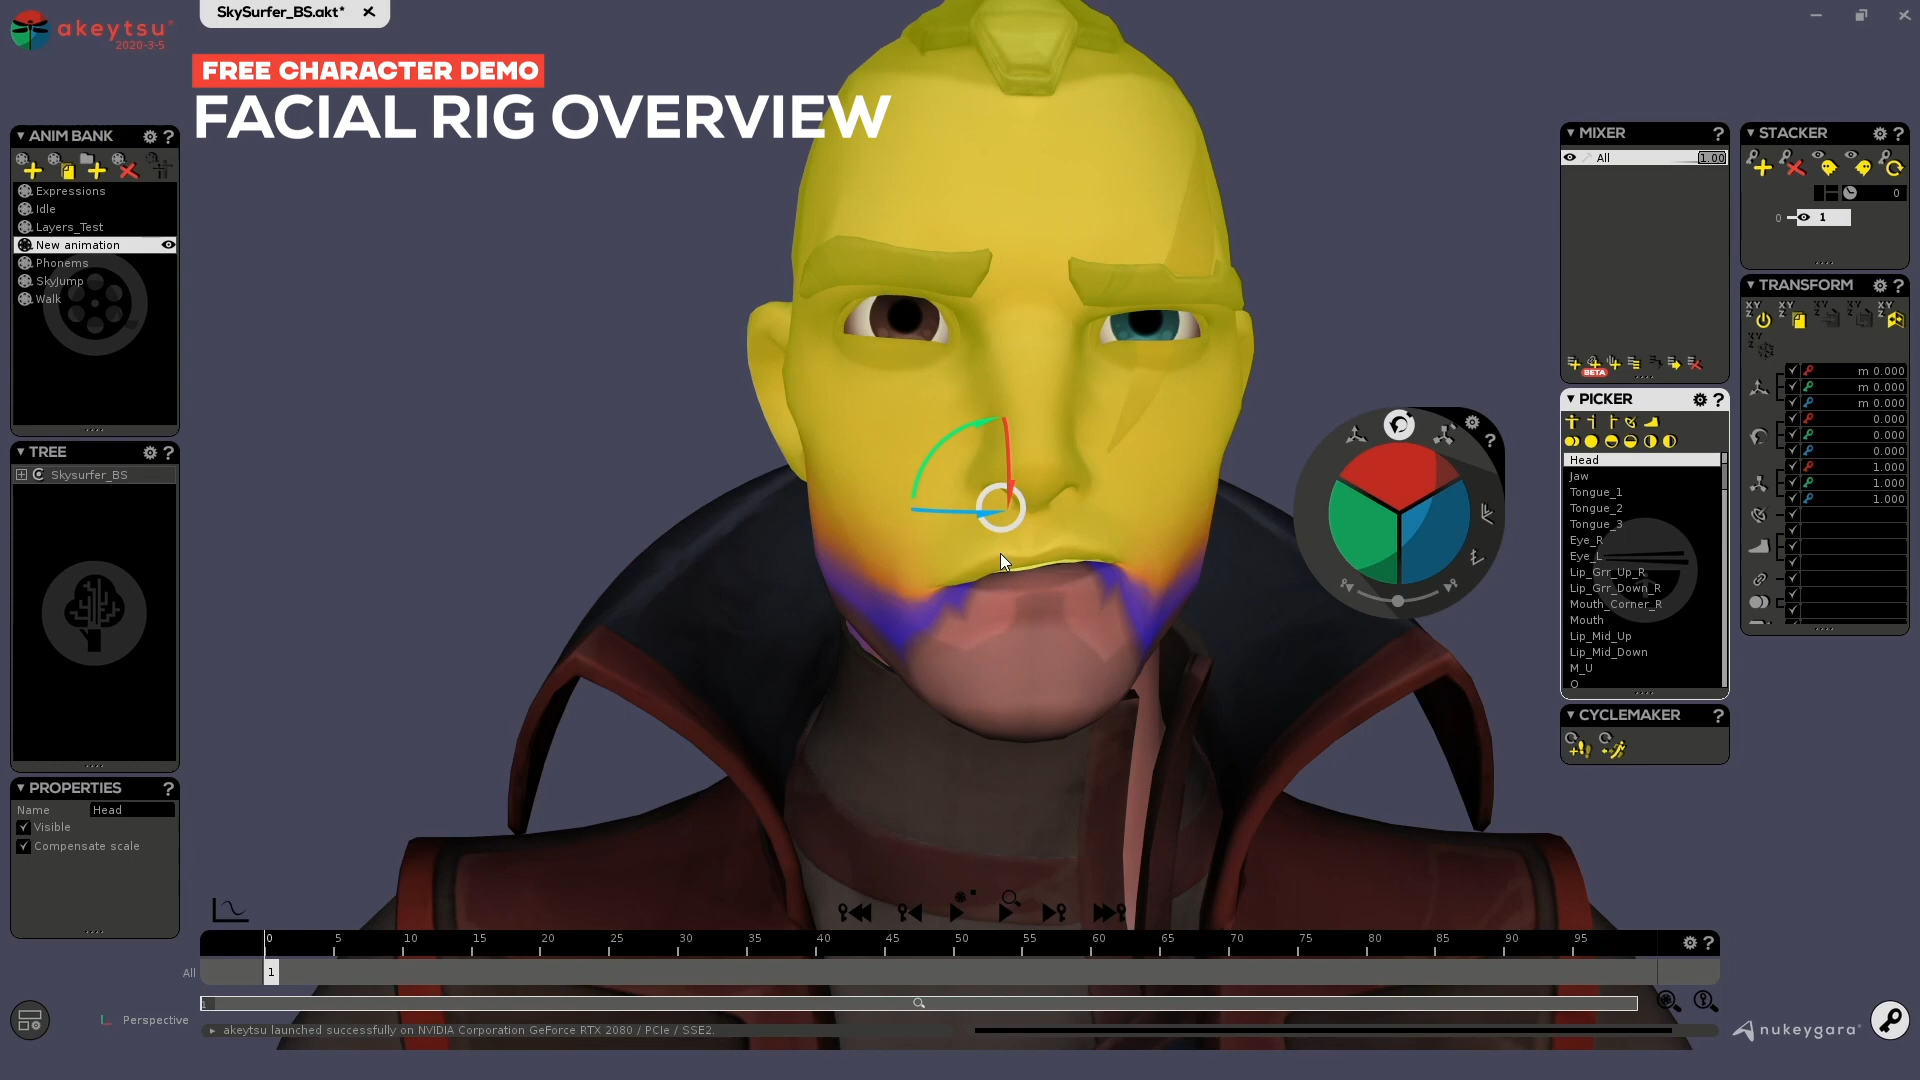 SkySurfer_BS.akt*
akeytsu
2020-3-5
FREE CHARACTER DEMO
FACIAL RIG OVERVIEW
ANIM BANK ?
Expressions
Idle
Layers_Test
New animation
Phonems
SkyJump
Walk
TREE ?
Skysurfer_BS
PROPERTIES ?
Name Head
Visible
Compensate scale
MIXER ?
All 1.00
BETA
PICKER ?
Head
Jaw
Tongue_1
Tongue_2
Tongue_3
Eye_R
Eye_L
Lip_Grr_Up_R
Lip_Grr_Down_R
Mouth_Corner_R
Mouth
Lip_Mid_Up
Lip_Mid_Down
M_U
O
CYCLEMAKER ?
STACKER ?
0
0 1
TRANSFORM ?
m 0.000
m 0.000
m 0.000
0.000
0.000
0.000
1.000
1.000
1.000
?
0 5 10 15 20 25 30 35 40 45 50 55 60 65 70 75 80 85 90 95 ?
All 1
1
Perspective
akeytsu launched successfully on NVIDIA Corporation GeForce RTX 2080 / PCIe / SSE2.
nukeygara